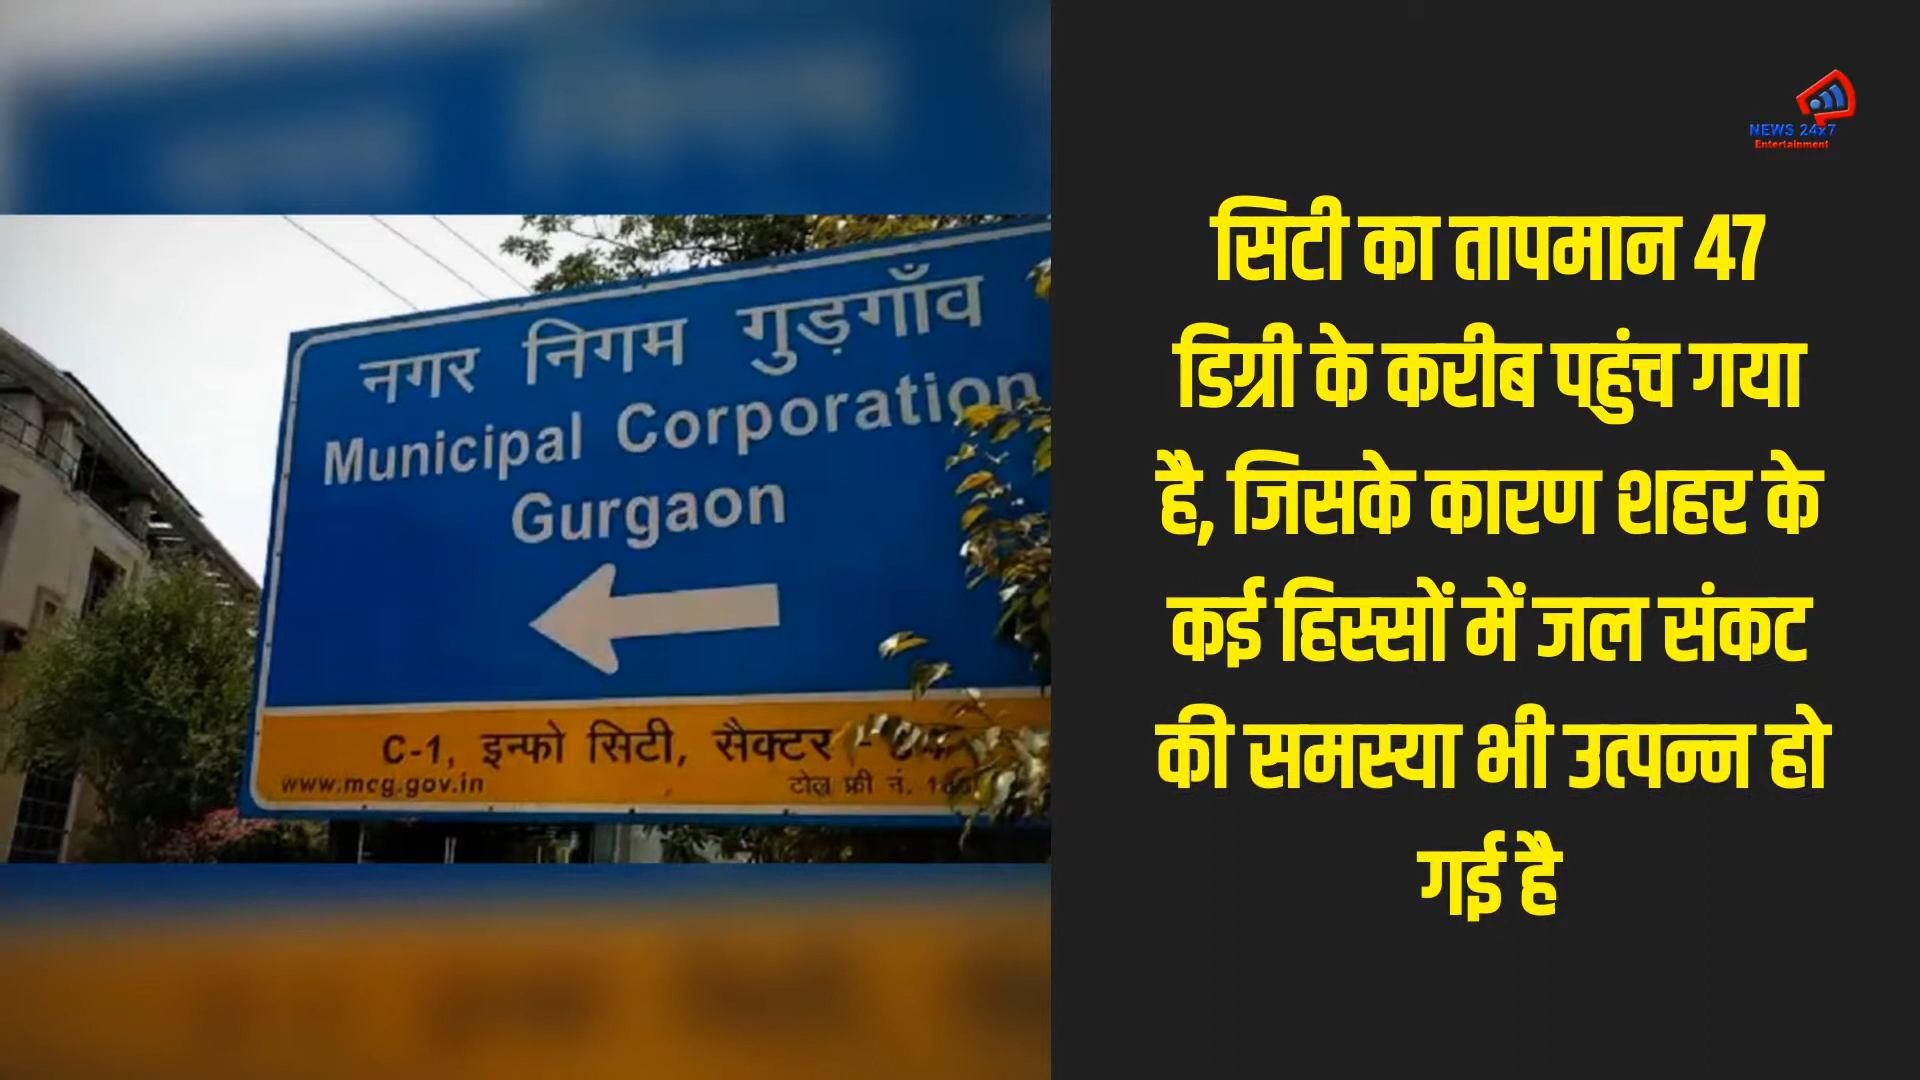 नगर निगम गुड़गाँव
Municipal Corporation
Gurgaon
C-1, इन्फो सिटी, सैक्टर -
www.mcg.gov.in
टोल फ्री नं.
NEWS 24x7
Entertainment
सिटी का तापमान 47
डिग्री के करीब पहुंच गया
है, जिसके कारण शहर के
कई हिस्सों में जल संकट
की समस्या भी उत्पन्न हो
गई है